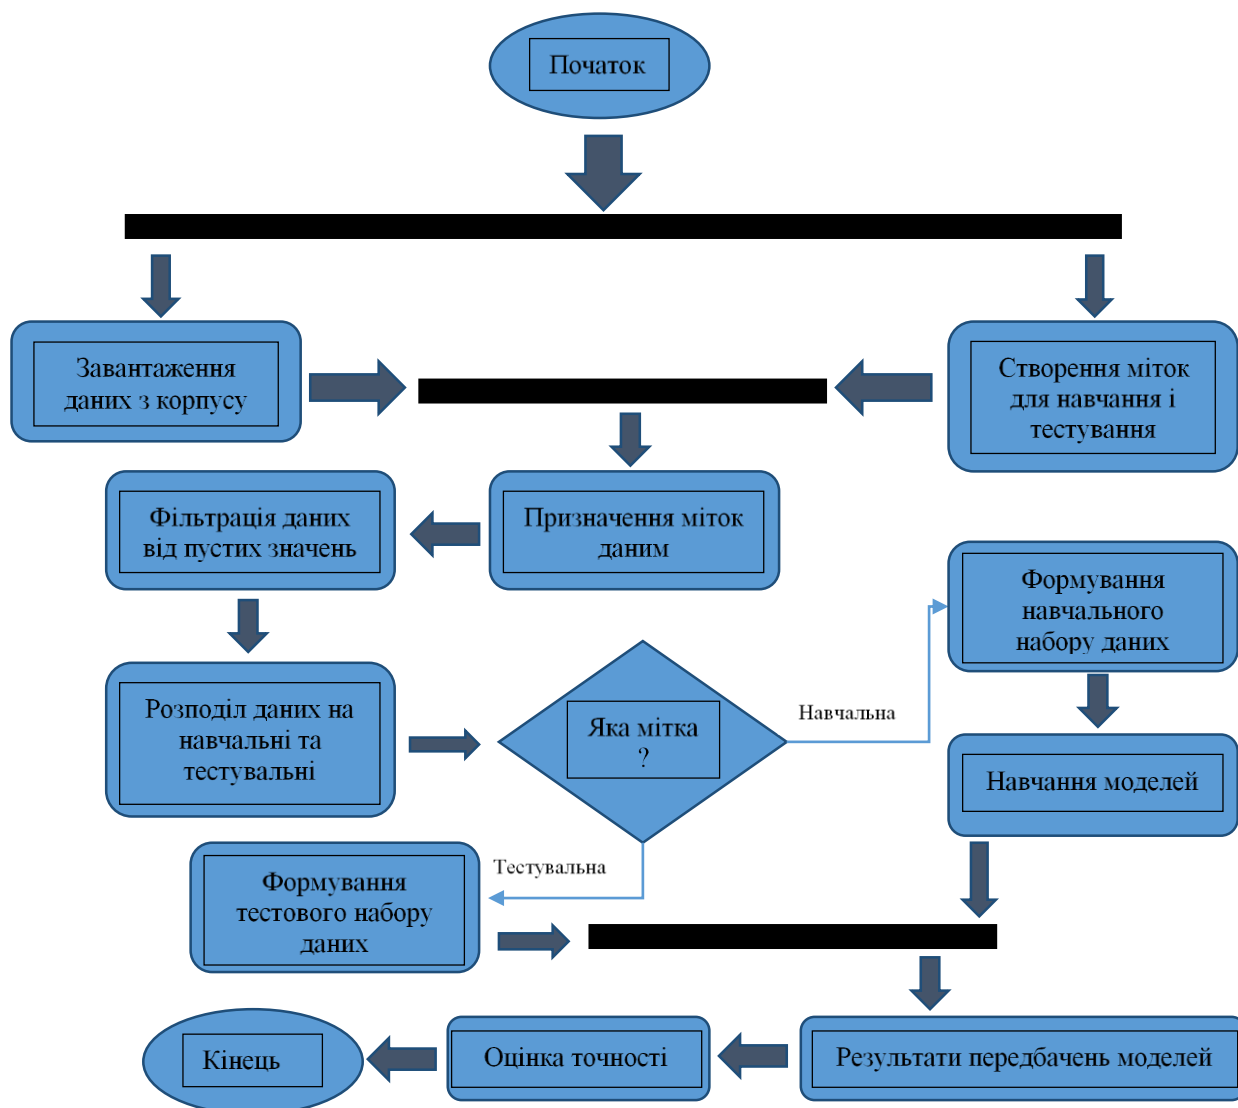 Початок
Завантаження
даних з корпусу
Створення міток
для навчання і
тестування
Фільтрація даних
від пустих значень
Призначення міток
даним
Формування
навчального
набору даних
Розподіл даних на
навчальні та
тестувальні
Яка мітка
?
Навчальна
Навчання моделей
Тестувальна
Формування
тестового набору
даних
Кінець
Оцінка точності
Результати передбачень моделей